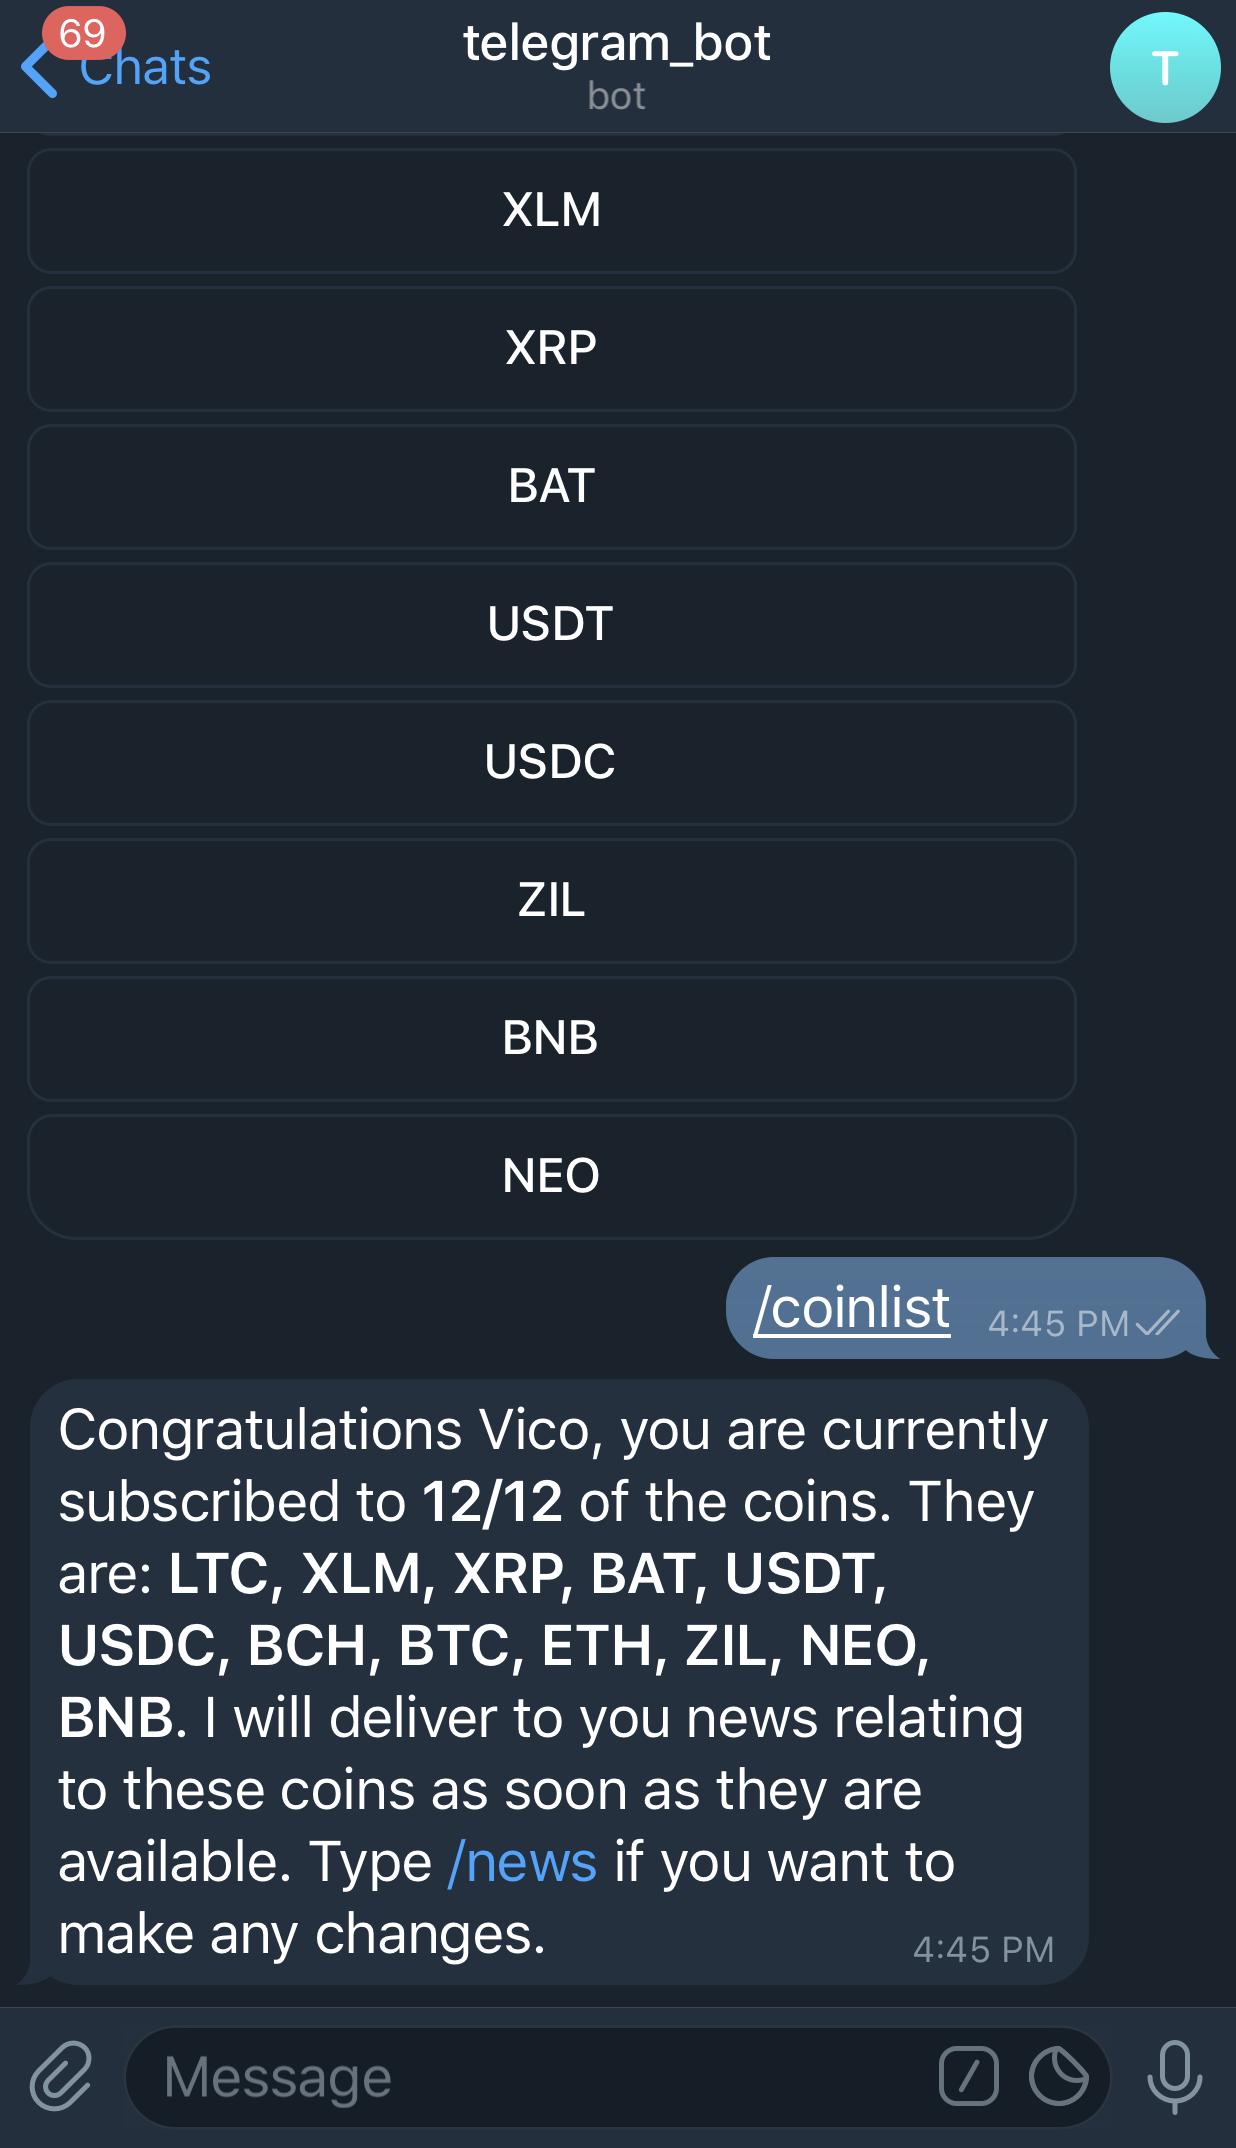 69
Chats
telegram_bot
bot
T
XLM
XRP
BAT
USDT
USDC
ZIL
BNB
NEO
/coinlist 4:45 PM
Congratulations Vico, you are currently
subscribed to 12/12 of the coins. They
are: LTC, XLM, XRP, BAT, USDT,
USDC, BCH, BTC, ETH, ZIL, NEO,
BNB. I will deliver to you news relating
to these coins as soon as they are
available. Type /news if you want to
make any changes.
4:45 PM
Message